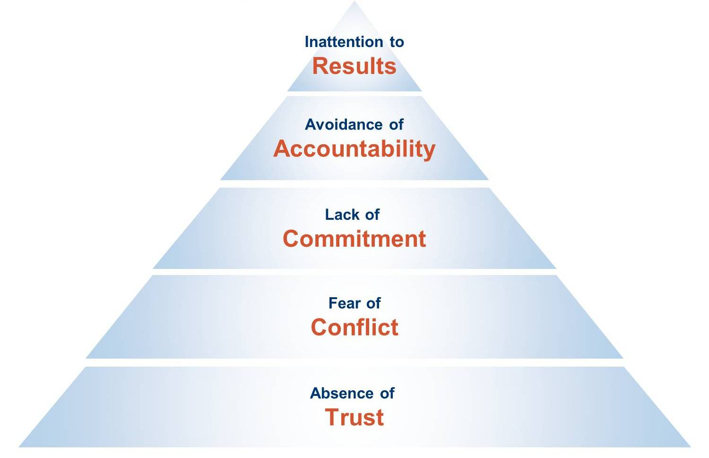 Inattention to
Results
Avoidance of
Accountability
Lack of
Commitment
Fear of
Conflict
Absence of
Trust